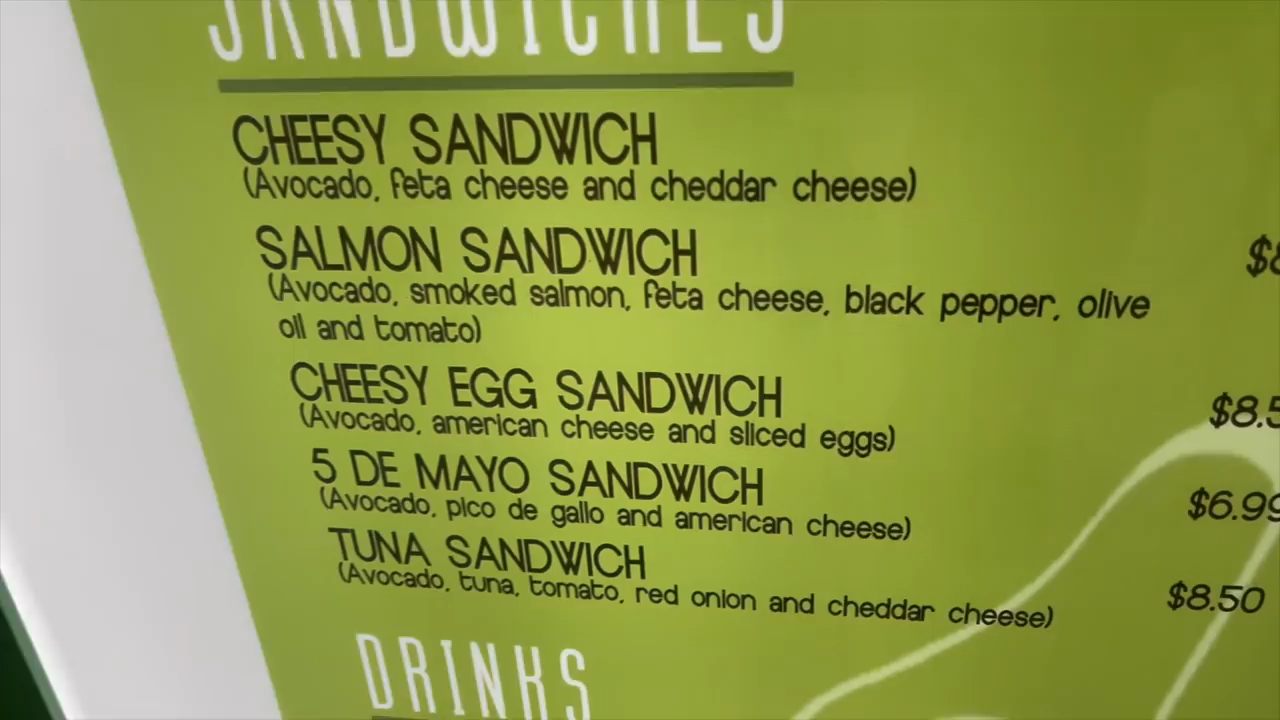 SANDWICHES
CHEESY SANDWICH
(Avocado, feta cheese and cheddar cheese)
SALMON SANDWICH
(Avocado, smoked salmon, feta cheese, black pepper, olive
oil and tomato)
CHEESY EGG SANDWICH
(Avocado, american cheese and sliced eggs)
$8.5
5 DE MAYO SANDWICH
(Avocado, pico de gallo and american cheese)
$6.99
TUNA SANDWICH
(Avocado, tuna, tomato, red onion and cheddar cheese)
$8.50
DRINKS